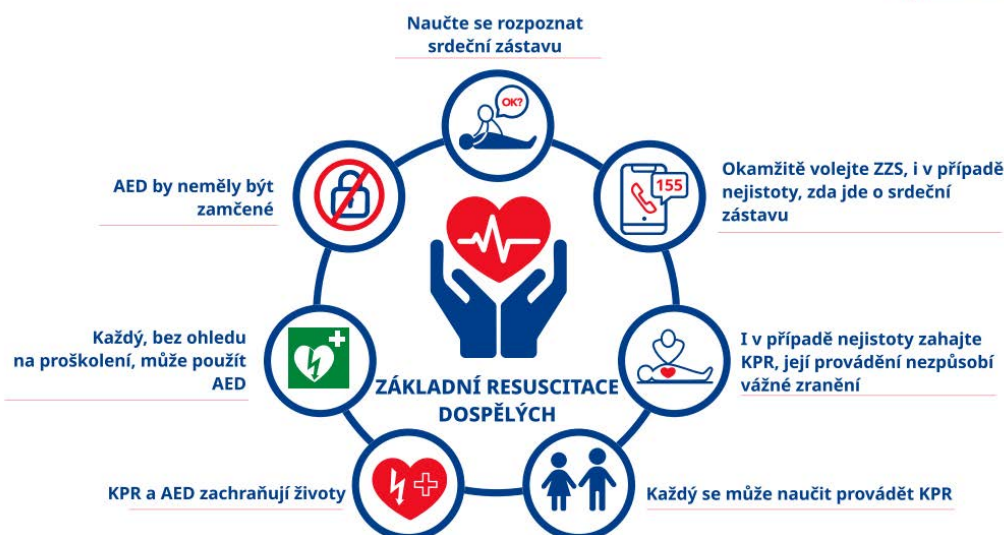 Naučte se rozpoznat
srdeční zástavu
OK?
155
Okamžitě volejte ZZS, i v případě
nejistoty, zda jde o srdeční
zástavu
I v případě nejistoty zahajte
KPR, její provádění nezpůsobí
vážné zranění
Každý se může naučit provádět KPR
KPR a AED zachraňují životy
Každý, bez ohledu
na proškolení, může použít
AED
AED by neměly být
zamčené
ZÁKLADNÍ RESUSCITACE
DOSPĚLÝCH